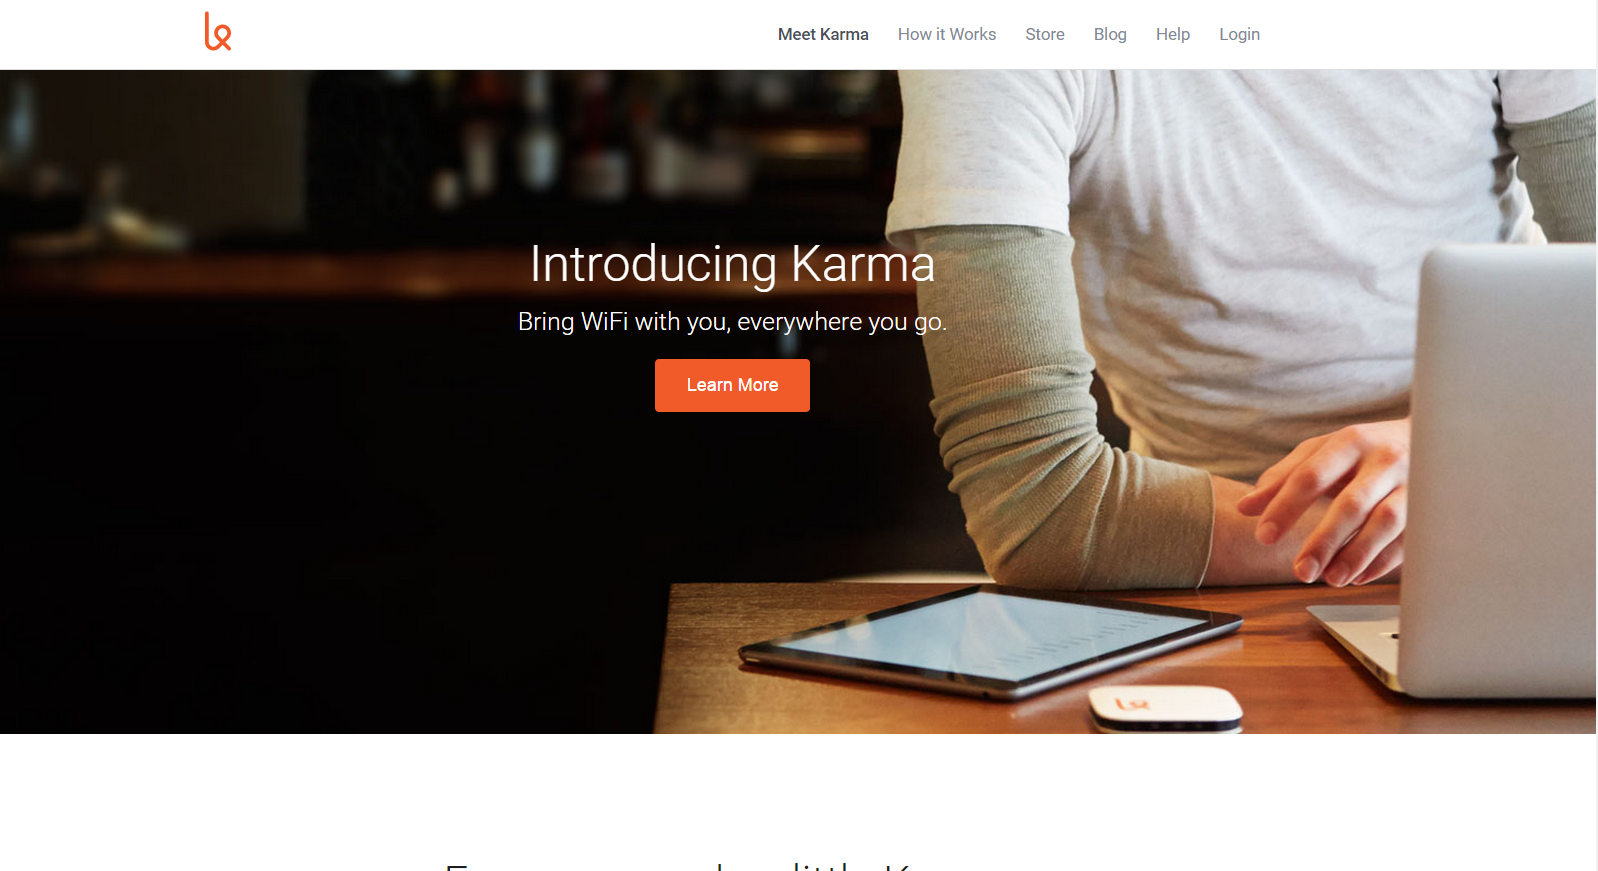 Meet Karma How it Works Store Blog Help Login
Introducing Karma
Bring WiFi with you, everywhere you go.
Learn More